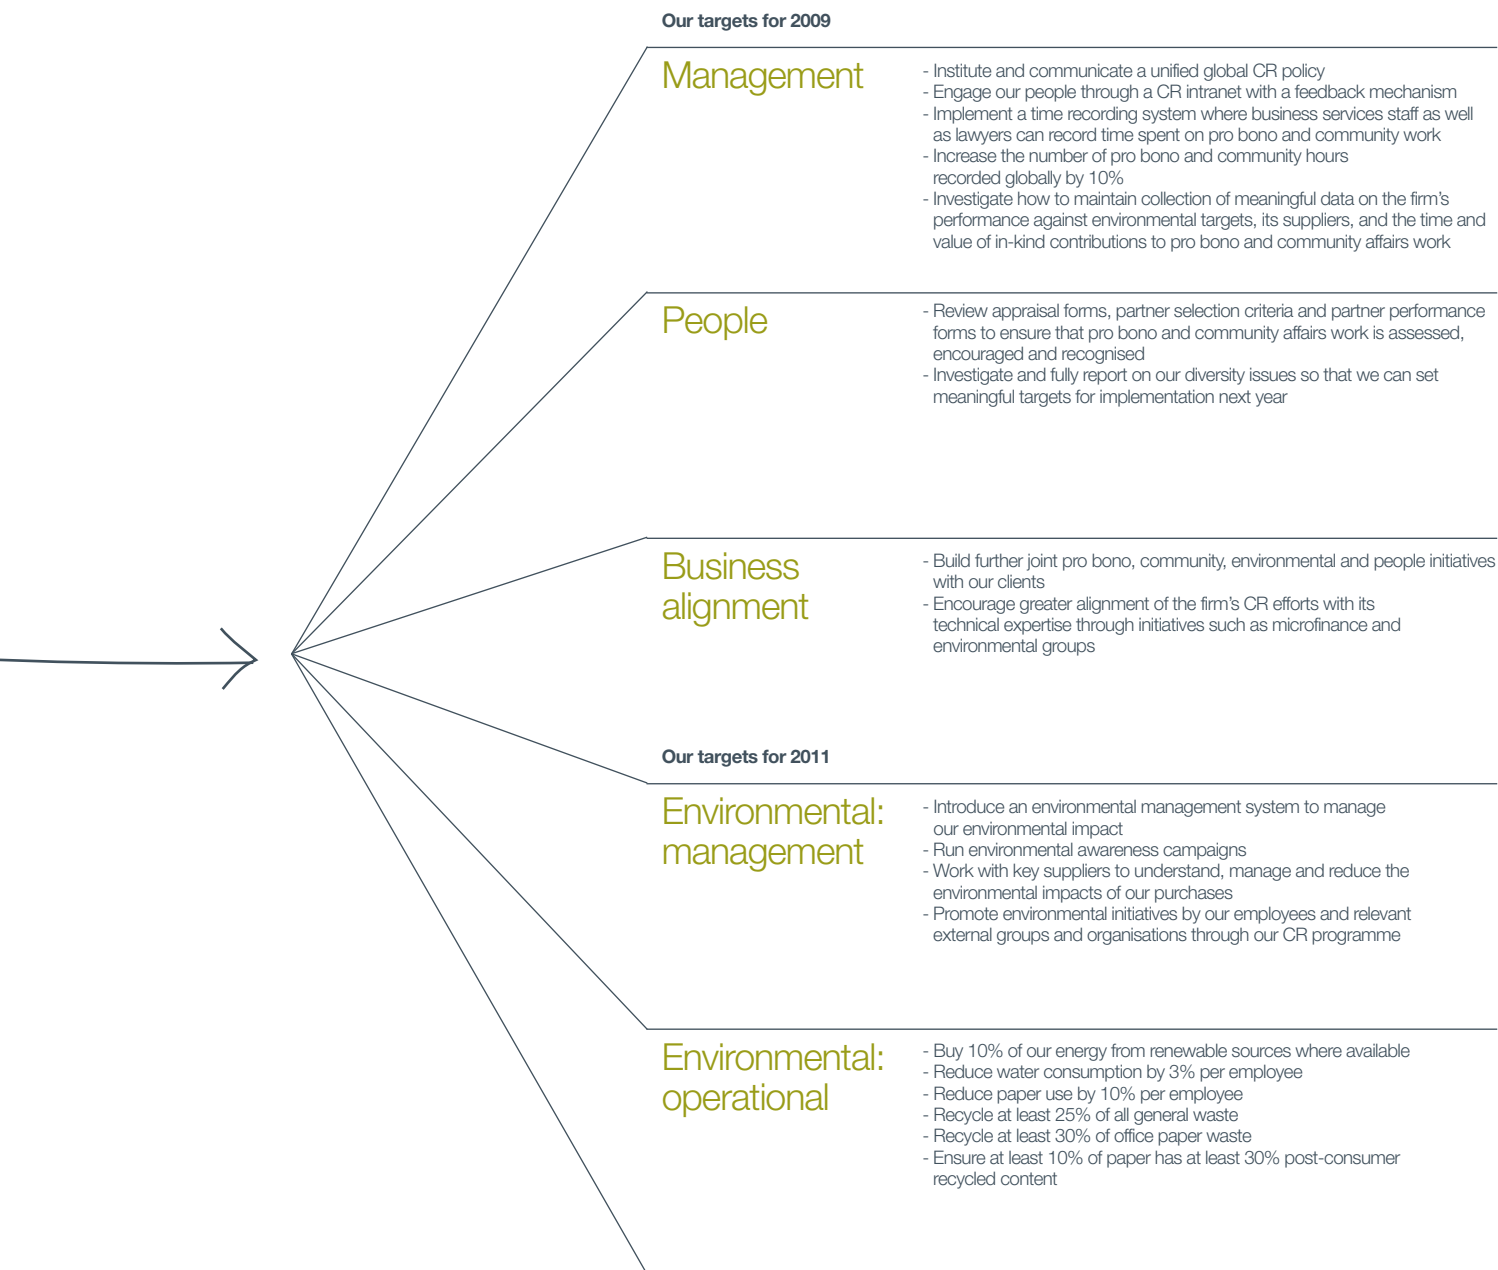 Our targets for 2009
Management
- Institute and communicate a unified global CR policy
- Engage our people through a CR intranet with a feedback mechanism
- Implement a time recording system where business services staff as well
as lawyers can record time spent on pro bono and community work
- Increase the number of pro bono and community hours
recorded globally by 10%
- Investigate how to maintain collection of meaningful data on the firm’s
performance against environmental targets, its suppliers, and the time and
value of in-kind contributions to pro bono and community affairs work
People
- Review appraisal forms, partner selection criteria and partner performance
forms to ensure that pro bono and community affairs work is assessed,
encouraged and recognised
- Investigate and fully report on our diversity issues so that we can set
meaningful targets for implementation next year
Business
alignment
- Build further joint pro bono, community, environmental and people initiatives
with our clients
- Encourage greater alignment of the firm’s CR efforts with its
technical expertise through initiatives such as microfinance and
environmental groups
Our targets for 2011
Environmental:
management
- Introduce an environmental management system to manage
our environmental impact
- Run environmental awareness campaigns
- Work with key suppliers to understand, manage and reduce the
environmental impacts of our purchases
- Promote environmental initiatives by our employees and relevant
external groups and organisations through our CR programme
Environmental:
operational
- Buy 10% of our energy from renewable sources where available
- Reduce water consumption by 3% per employee
- Reduce paper use by 10% per employee
- Recycle at least 25% of all general waste
- Recycle at least 30% of office paper waste
- Ensure at least 10% of paper has at least 30% post-consumer
recycled content